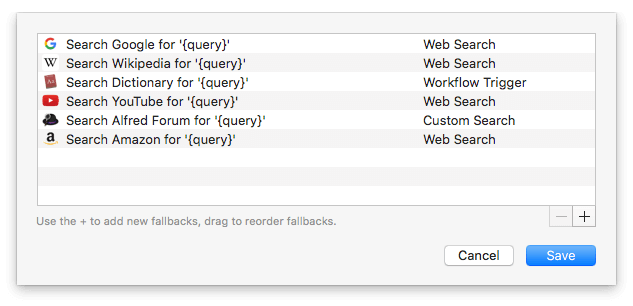 Search Google for '{query}' Web Search
Search Wikipedia for '{query}' Web Search
Search Dictionary for '{query}' Workflow Trigger
Search YouTube for '{query}' Web Search
Search Alfred Forum for '{query}' Custom Search
Search Amazon for '{query}' Web Search
Use the + to add new fallbacks, drag to reorder fallbacks.
Cancel Save